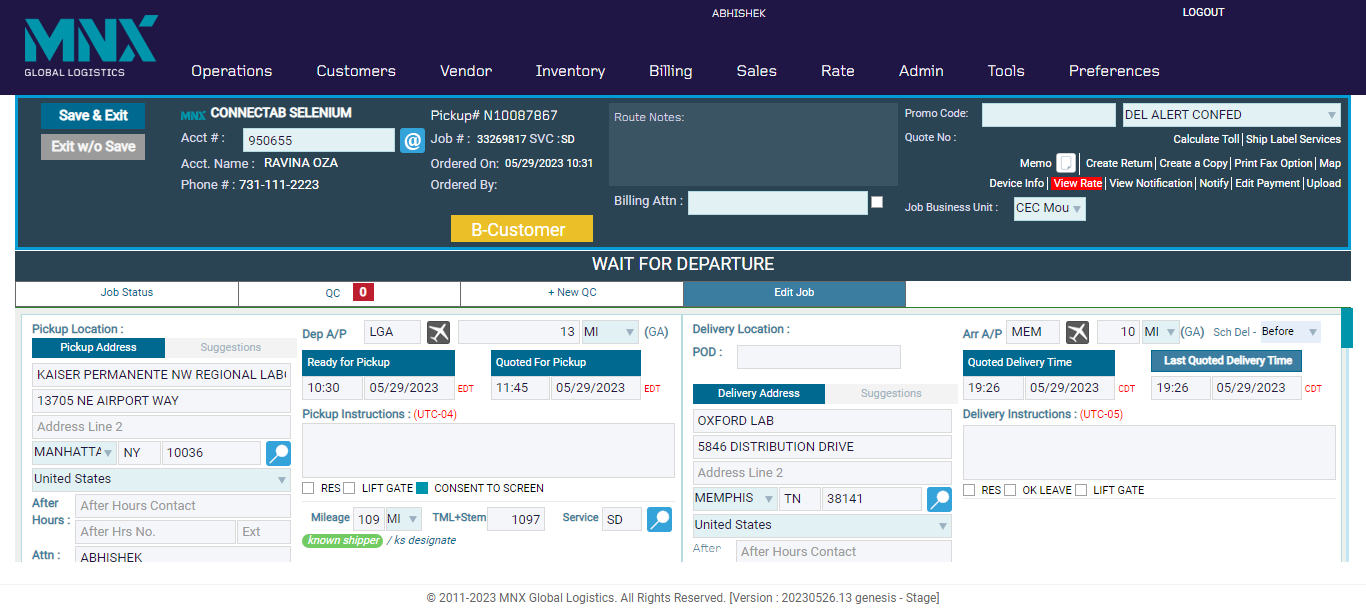 MNX
GLOBAL LOGISTICS
ABHISHEK
LOGOUT
Operations Customers Vendor Inventory Billing Sales Rate Admin Tools Preferences
Save & Exit
Exit w/o Save
MNX CONNECTAB SELENIUM
Acct # : 950655 @
Acct. Name : RAVINA OZA
Phone # : 731-111-2223
Pickup# N10087867
Job # : 33269817 SVC :SD
Ordered On: 05/29/2023 10:31
Ordered By:
B-Customer
Route Notes:
Billing Attn :
Promo Code: DEL ALERT CONFED
Quote No :
Calculate Toll | Ship Label Services
Memo Create Return | Create a Copy | Print Fax Option | Map
Device Info | View Rate | View Notification | Notify | Edit Payment | Upload
Job Business Unit : CEC Mou
WAIT FOR DEPARTURE
Job Status QC 0 + New QC Edit Job
Pickup Location :
Pickup Address Suggestions
KAISER PERMANENTE NW REGIONAL LAB
13705 NE AIRPORT WAY
Address Line 2
MANHATTA NY 10036
United States
After Hours : After Hours Contact
After Hrs No. Ext
Attn : ABHISHEK
Dep A/P LGA 13 MI (GA)
Ready for Pickup Quoted For Pickup
10:30 05/29/2023 EDT 11:45 05/29/2023 EDT
Pickup Instructions : (UTC-04)
RES LIFT GATE CONSENT TO SCREEN
Mileage 109 MI TML+Stem 1097 Service SD
known shipper / ks designate
Delivery Location :
POD :
Delivery Address Suggestions
OXFORD LAB
5846 DISTRIBUTION DRIVE
Address Line 2
MEMPHIS TN 38141
United States
After After Hours Contact
Arr A/P MEM 10 MI (GA) Sch Del - Before
Quoted Delivery Time Last Quoted Delivery Time
19:26 05/29/2023 CDT 19:26 05/29/2023 CDT
Delivery Instructions : (UTC-05)
RES OK LEAVE LIFT GATE
© 2011-2023 MNX Global Logistics. All Rights Reserved. [Version : 20230526.13 genesis - Stage]